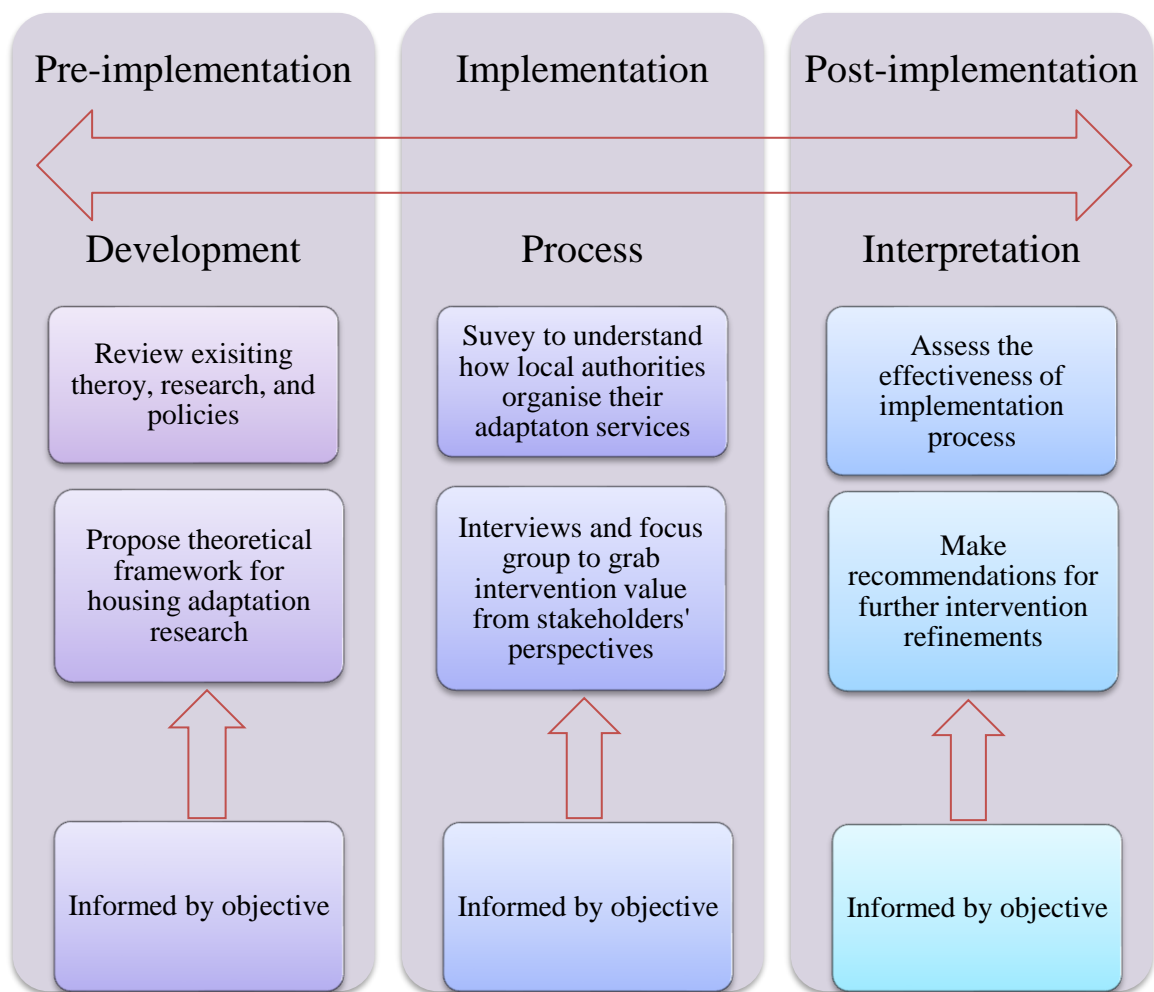 Pre-implementation
Development
Review exisiting
theroy, research, and
policies
Propose theoretical
framework for
housing adaptation
research
Informed by objective
Implementation
Process
Suvey to understand
how local authorities
organise their
adaptaton services
Interviews and focus
group to grab
intervention value
from stakeholders'
perspectives
Informed by objective
Post-implementation
Interpretation
Assess the
effectiveness of
implementation
process
Make
recommendations for
further intervention
refinements
Informed by objective